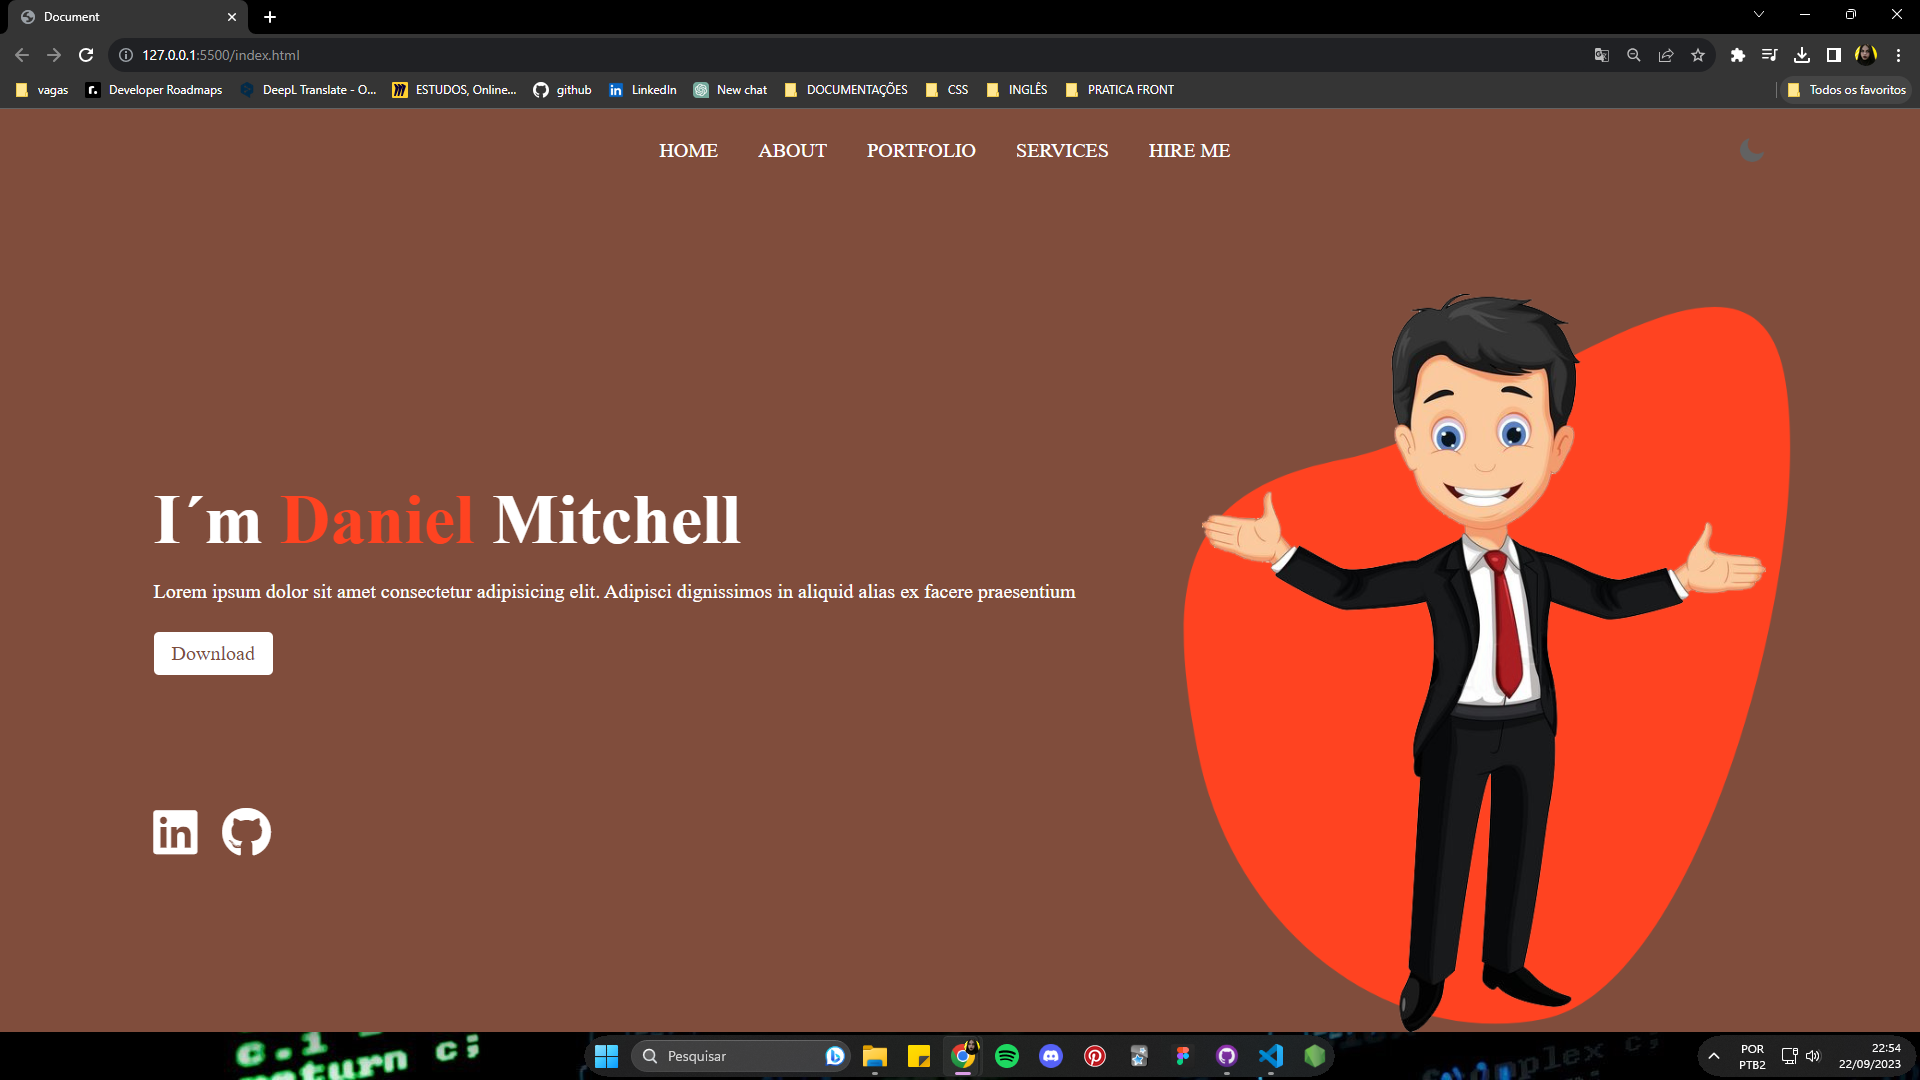 Document
127.0.0.1:5500/index.html
vagas Developer Roadmaps DeepL Translate - O... ESTUDOS, Online... github LinkedIn New chat DOCUMENTAÇÕES CSS INGLÊS PRATICA FRONT Todos os favoritos
HOME ABOUT PORTFOLIO SERVICES HIRE ME
I´m Daniel Mitchell
Lorem ipsum dolor sit amet consectetur adipisicing elit. Adipisci dignissimos in aliquid alias ex facere praesentium
Download
in
c;
return c;
Pesquisar
POR
PTB2
22:54
22/09/2023